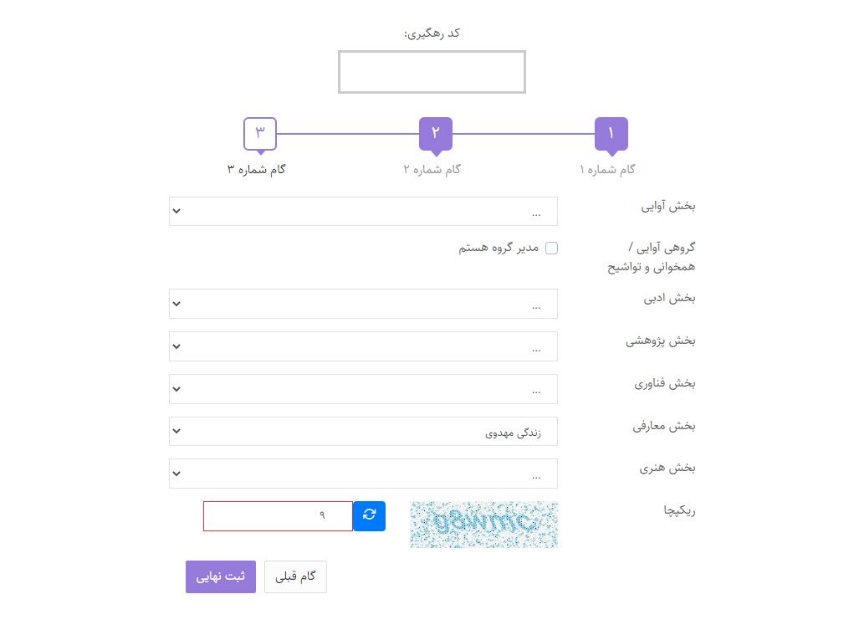 کد رهگیری:
۱
۲
۳
گام شماره ۱
گام شماره ۲
گام شماره ۳
بخش آوایی
...
گروهی آوایی /
همخوانی و تواشیح
مدیر گروه هستم
بخش ادبی
...
بخش پژوهشی
...
بخش فناوری
...
بخش معارفی
زندگی مهدوی
بخش هنری
...
ریکپچا
g8wmc
۹
گام قبلی
ثبت نهایی